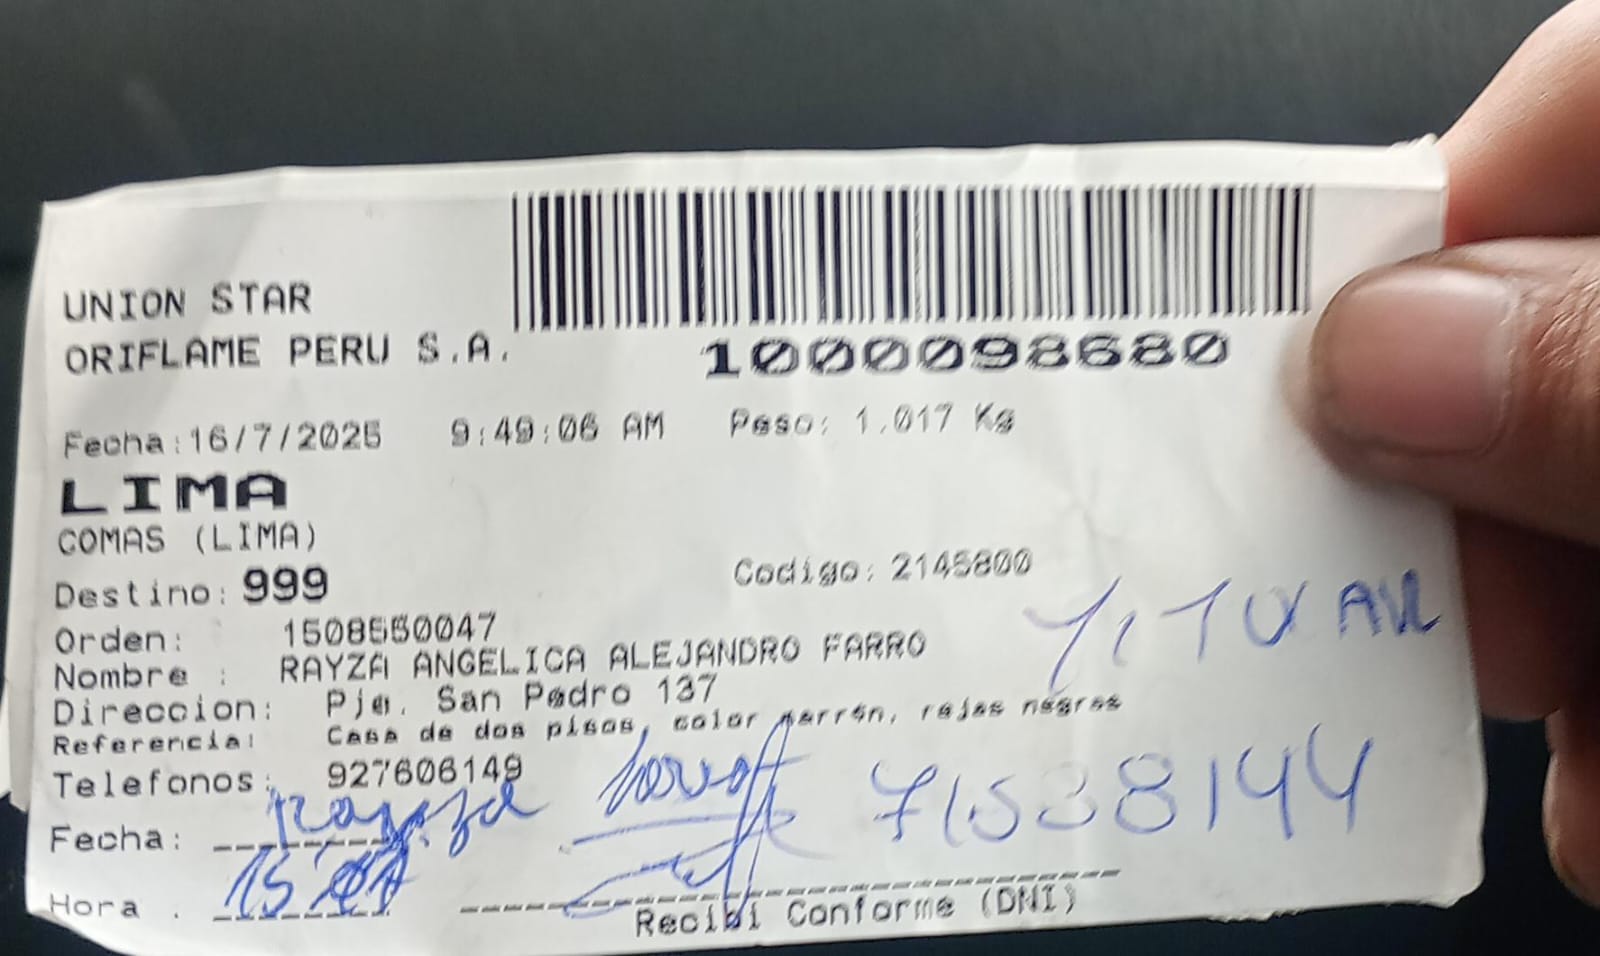 UNION STAR
ORIFLAME PERU S.A.
1000098680
Fecha:16/7/2025 9:49:06 AM Peso: 1.017 Kg
LIMA
COMAS (LIMA)
Destino: 999
Codigo: 2145800
Orden: 1508550047
TITULAR
Nombre : RAYZA ANGELICA ALEJANDRO FARRO
Direccion: Pje. San Pedro 137
Referencia: Casa de dos pisos, color marrón, rejas negras
Telefonos: 927606149
Fecha:
71538144
Hora :
Recibi Conforme (DNI)